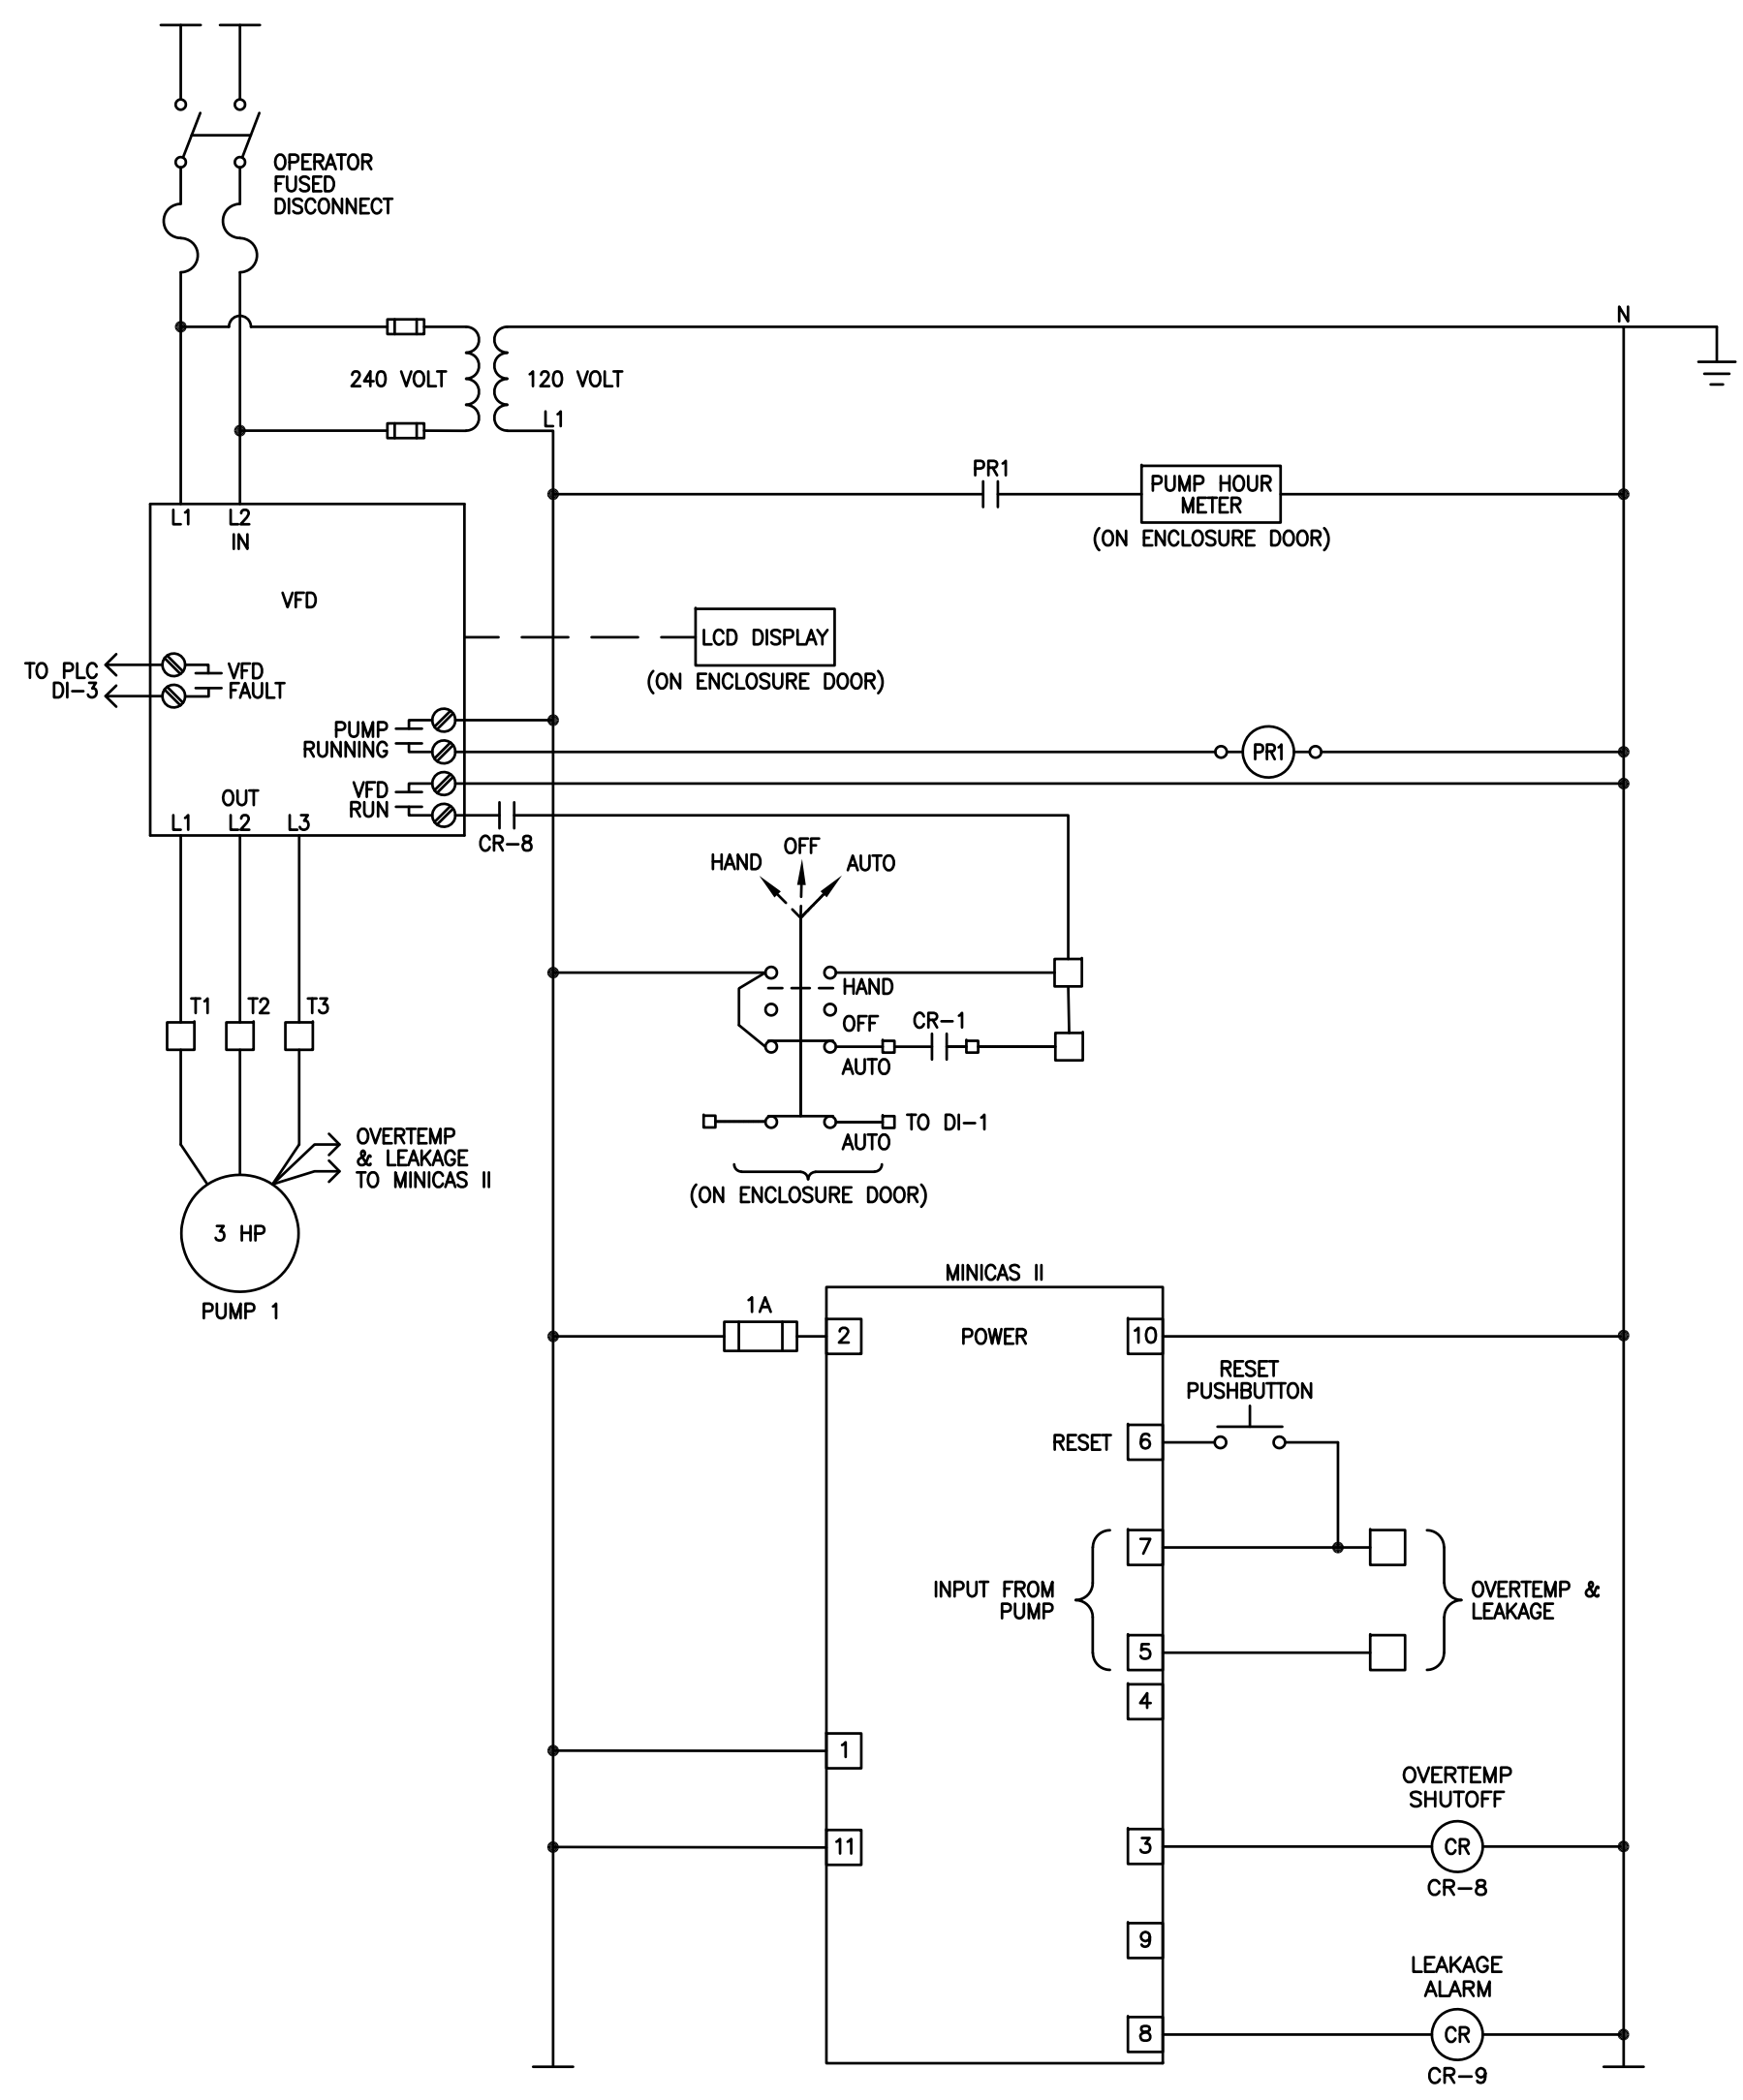 OPERATOR
FUSED
DISCONNECT
N
240 VOLT
120 VOLT
L1
PR1
PUMP HOUR
METER
(ON ENCLOSURE DOOR)
L1
L2
IN
VFD
LCD DISPLAY
(ON ENCLOSURE DOOR)
TO PLC
DI-3
VFD
FAULT
PUMP
RUNNING
PR1
VFD
RUN
OUT
L1
L2
L3
CR-8
HAND
OFF
AUTO
HAND
OFF
CR-1
AUTO
T1
T2
T3
TO DI-1
AUTO
(ON ENCLOSURE DOOR)
OVERTEMP
& LEAKAGE
TO MINICAS II
3 HP
PUMP 1
MINICAS II
1A
2
POWER
10
RESET
PUSHBUTTON
RESET
6
7
INPUT FROM
PUMP
OVERTEMP &
LEAKAGE
5
4
1
OVERTEMP
SHUTOFF
11
3
CR
CR-8
9
LEAKAGE
ALARM
8
CR
CR-9